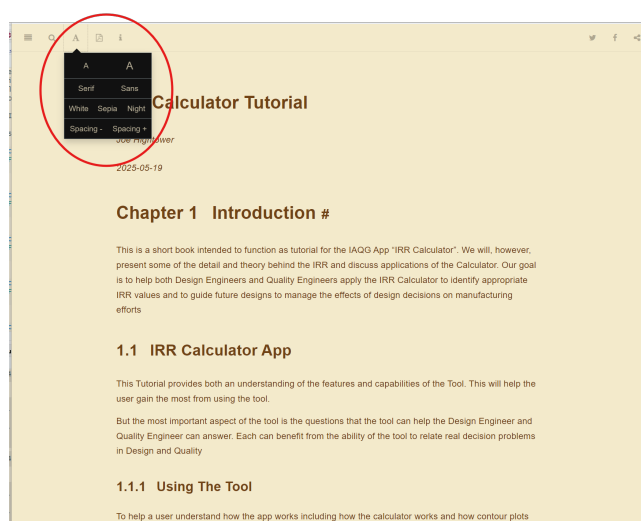 A
A A
Serif Sans
White Sepia Night
Spacing - Spacing +
Calculator Tutorial
Joe Hightower
2025-05-19
Chapter 1 Introduction #
This is a short book intended to function as tutorial for the IAQG App “IRR Calculator”. We will, however,
present some of the detail and theory behind the IRR and discuss applications of the Calculator. Our goal
is to help both Design Engineers and Quality Engineers apply the IRR Calculator to identify appropriate
IRR values and to guide future designs to manage the effects of design decisions on manufacturing
efforts
1.1 IRR Calculator App
This Tutorial provides both an understanding of the features and capabilities of the Tool. This will help the
user gain the most from using the tool.
But the most important aspect of the tool is the questions that the tool can help the Design Engineer and
Quality Engineer can answer. Each can benefit from the ability of the tool to relate real decision problems
in Design and Quality
1.1.1 Using The Tool
To help a user understand how the app works including how the calculator works and how contour plots